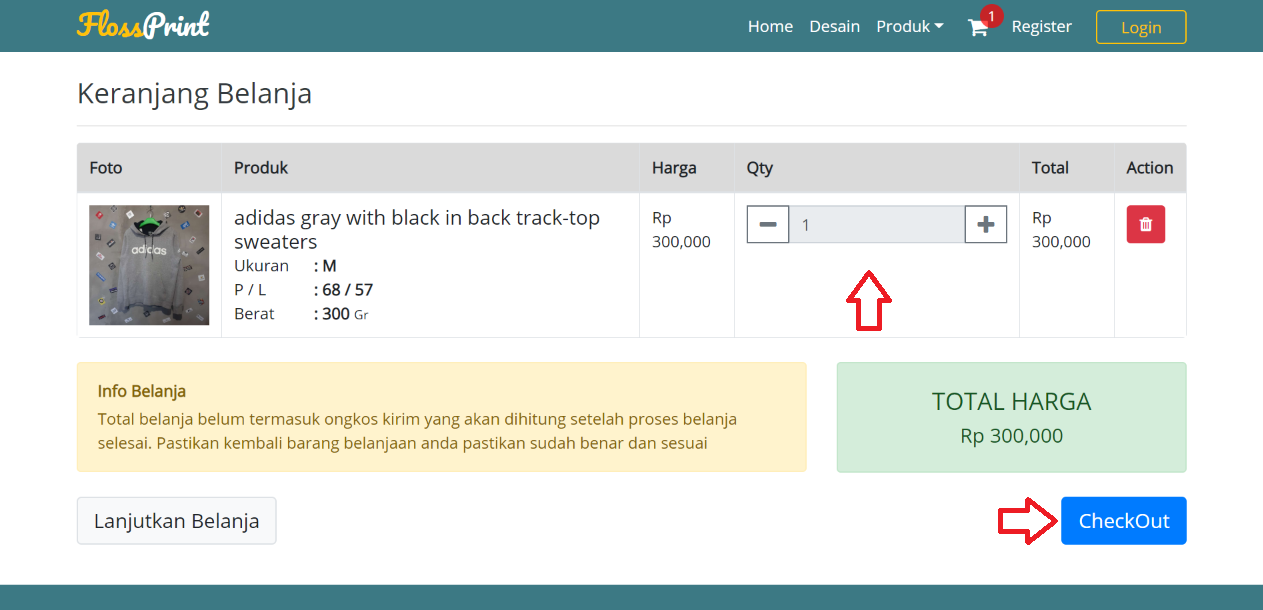 FlossPrint
Home Desain Produk 1 Register Login
Keranjang Belanja
Foto Produk Harga Qty Total Action
adidas
adidas gray with black in back track-top
sweaters
Ukuran : M
P / L : 68 / 57
Berat : 300 Gr
Rp
300,000
1
Rp
300,000
Info Belanja
Total belanja belum termasuk ongkos kirim yang akan dihitung setelah proses belanja
selesai. Pastikan kembali barang belanjaan anda pastikan sudah benar dan sesuai
TOTAL HARGA
Rp 300,000
Lanjutkan Belanja
CheckOut